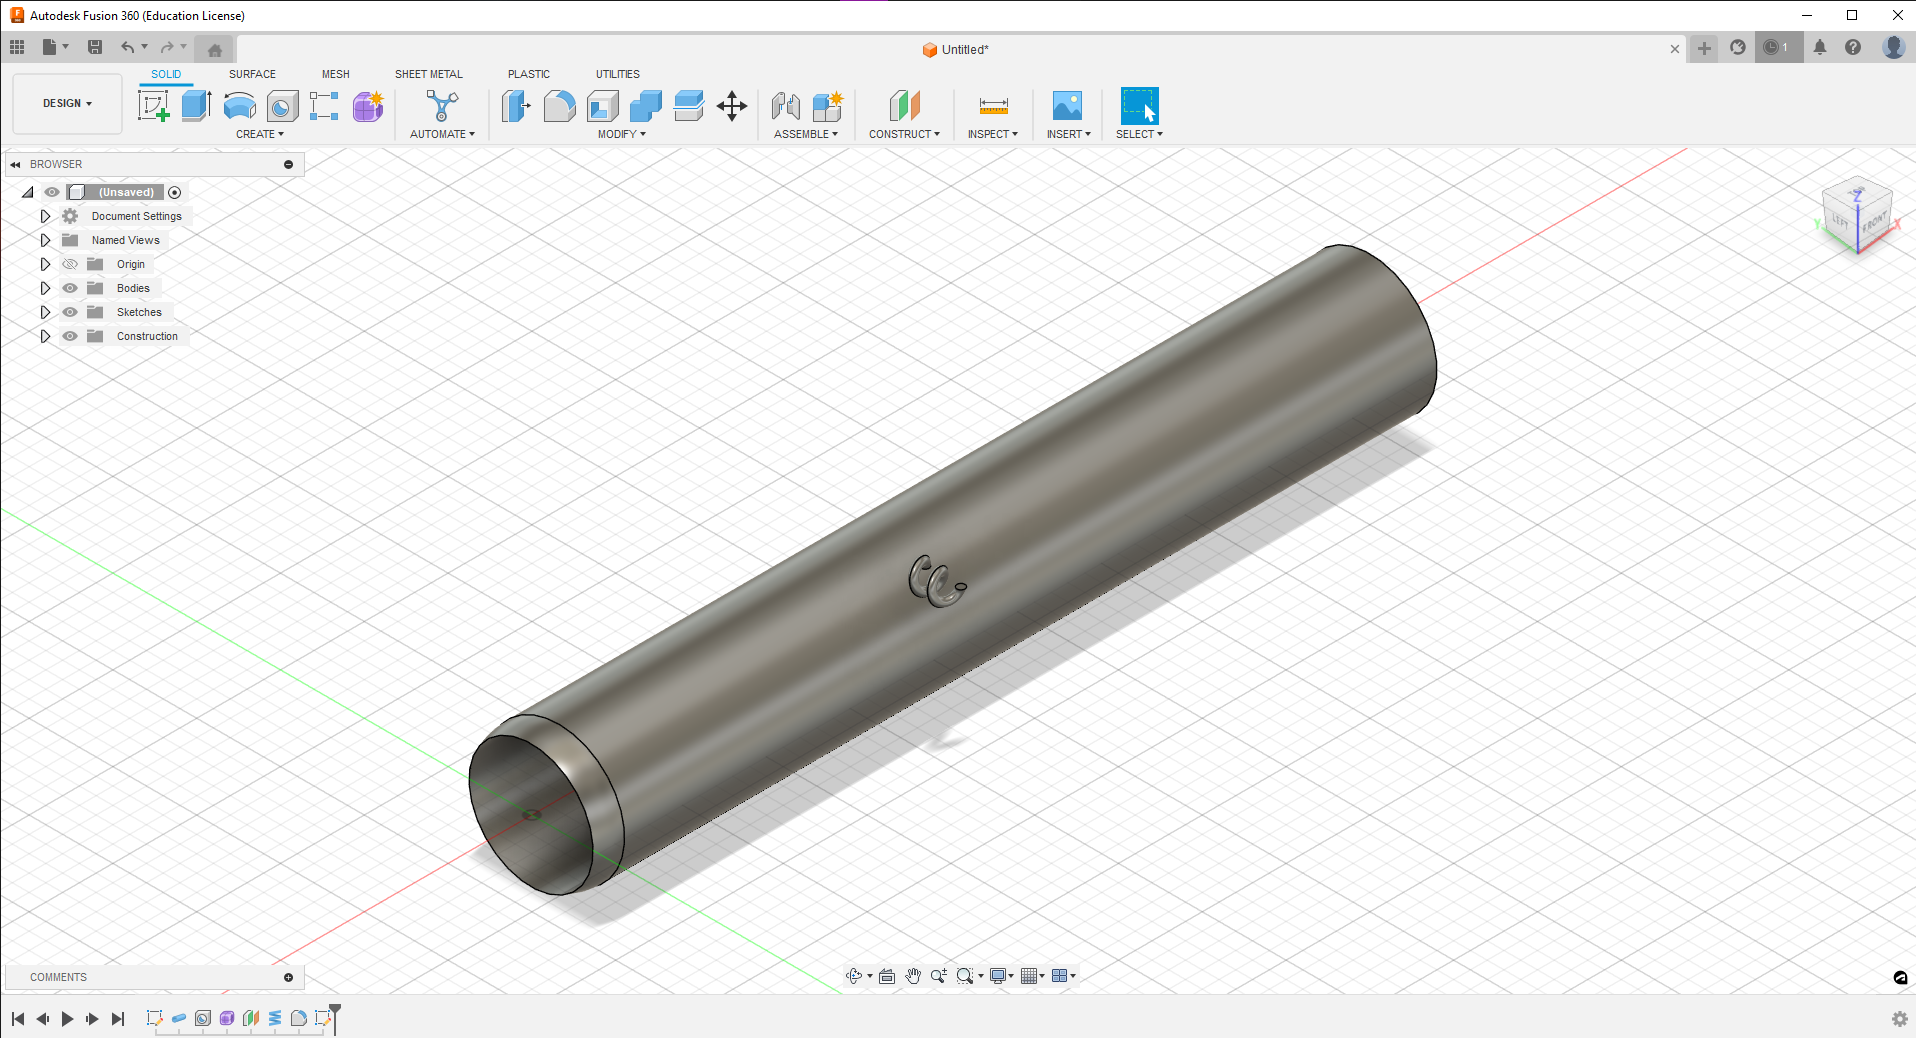 Autodesk Fusion 360 (Education License)
Untitled*
1
DESIGN
SOLID SURFACE MESH SHEET METAL PLASTIC UTILITIES
CREATE AUTOMATE MODIFY ASSEMBLE CONSTRUCT INSPECT INSERT SELECT
BROWSER
(Unsaved)
Document Settings
Named Views
Origin
Bodies
Sketches
Construction
Z
Y
X
LEFT
FRONT
COMMENTS